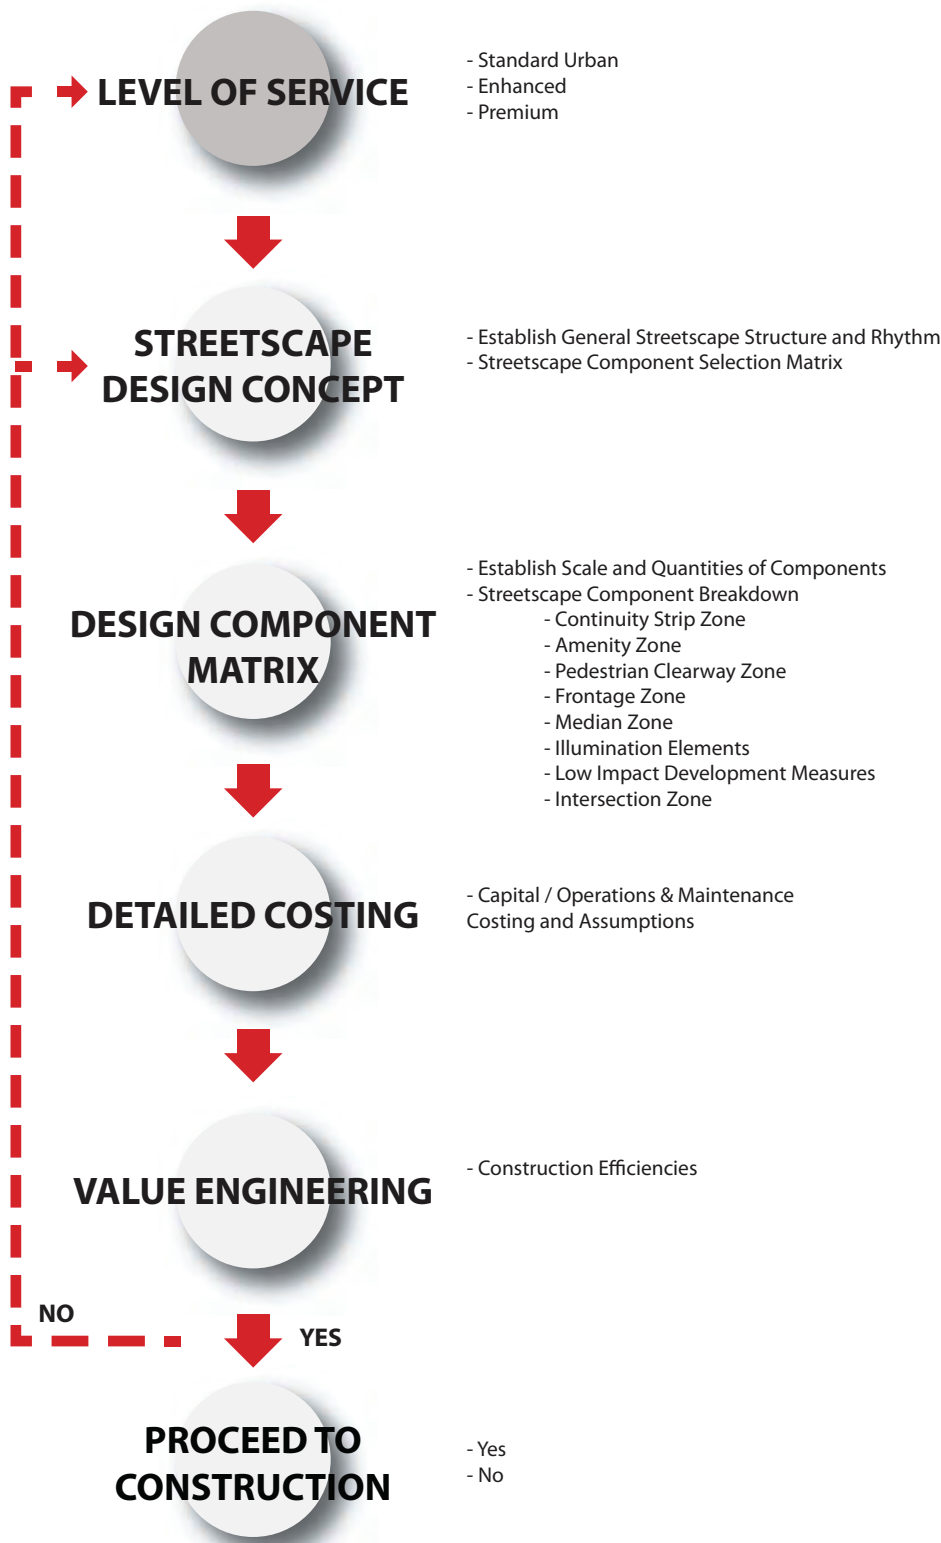 LEVEL OF SERVICE
- Standard Urban
- Enhanced
- Premium
STREETSCAPE
DESIGN CONCEPT
- Establish General Streetscape Structure and Rhythm
- Streetscape Component Selection Matrix
DESIGN COMPONENT
MATRIX
- Establish Scale and Quantities of Components
- Streetscape Component Breakdown
- Continuity Strip Zone
- Amenity Zone
- Pedestrian Clearway Zone
- Frontage Zone
- Median Zone
- Illumination Elements
- Low Impact Development Measures
- Intersection Zone
DETAILED COSTING
- Capital / Operations & Maintenance
Costing and Assumptions
VALUE ENGINEERING
- Construction Efficiencies
NO
YES
PROCEED TO
CONSTRUCTION
- Yes
- No